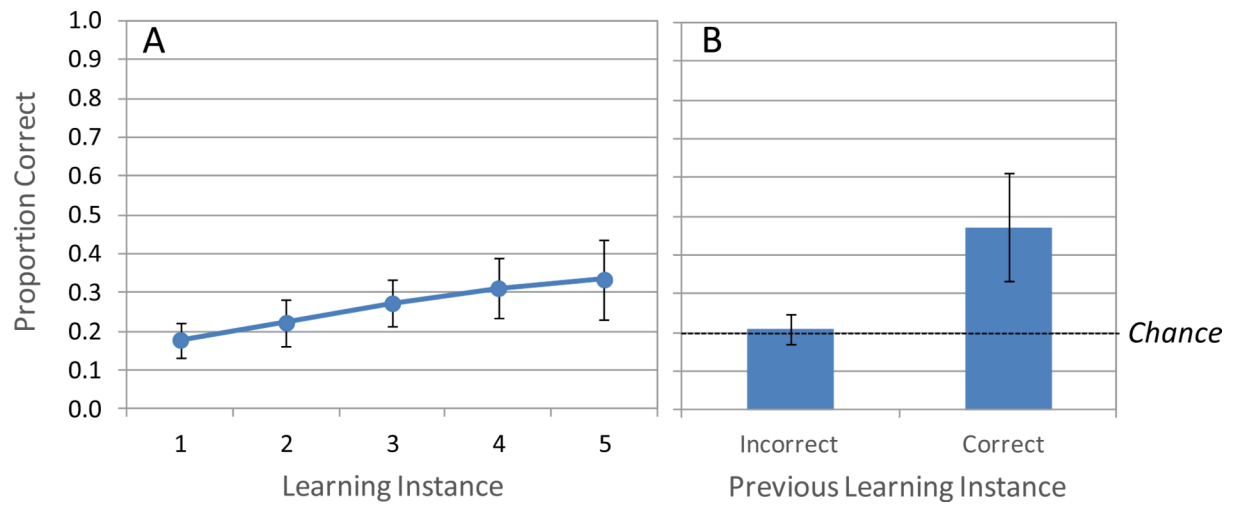 A
B
Proportion Correct
1.0
0.9
0.8
0.7
0.6
0.5
0.4
0.3
0.2
0.1
0.0
Chance
1 2 3 4 5
Incorrect Correct
Learning Instance
Previous Learning Instance